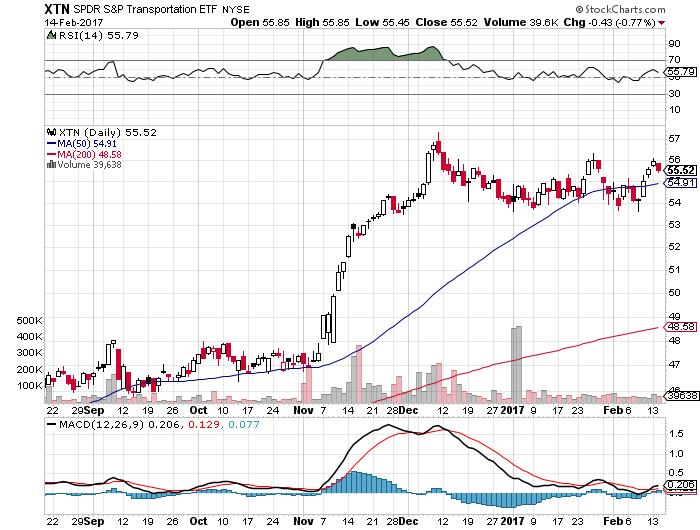 XTN SPDR S&P Transportation ETF NYSE © StockCharts.com
14-Feb-2017 Open 55.85 High 55.85 Low 55.45 Close 55.52 Volume 39.6K Chg -0.43 (-0.77%)
RSI(14) 55.79
90
70
55.79
50
30
10
XTN (Daily) 55.52
MA(50) 54.91
MA(200) 48.58
Volume 39,638
57
56
55.52
54.91
54
53
52
51
50
49
48.58
48
47
46
39638
500K
400K
300K
200K
100K
22 Sep 12 19 26 Oct 10 17 24 Nov 7 14 21 28 Dec 12 19 27 2017 9 17 23 Feb 6 13
MACD(12,26,9) 0.206, 0.129, 0.077
1.5
1.0
0.206
0.0
22 Sep 12 19 26 Oct 10 17 24 Nov 7 14 21 28 Dec 12 19 27 2017 9 17 23 Feb 6 13